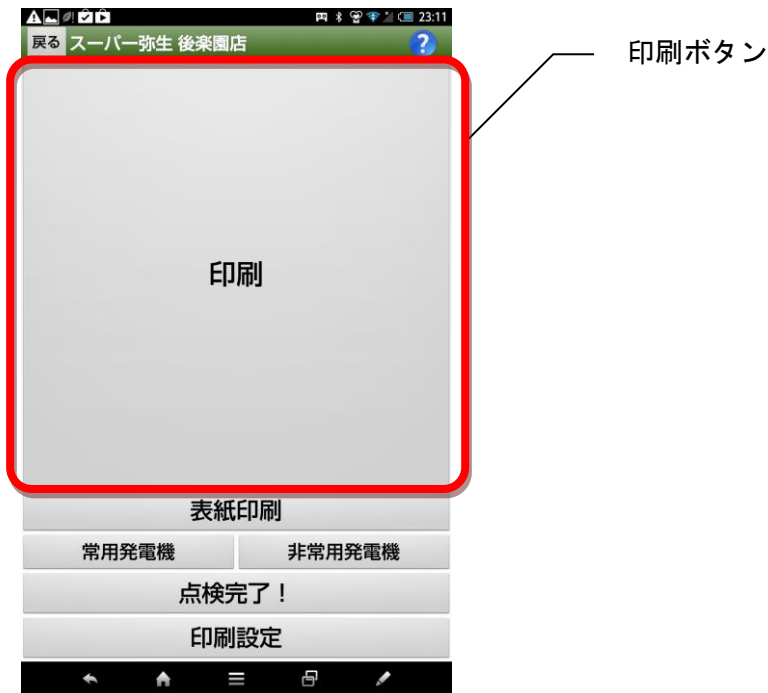 23:11
戻る スーパー弥生 後楽園店 ?
印刷ボタン
印刷
表紙印刷
常用発電機 非常用発電機
点検完了！
印刷設定